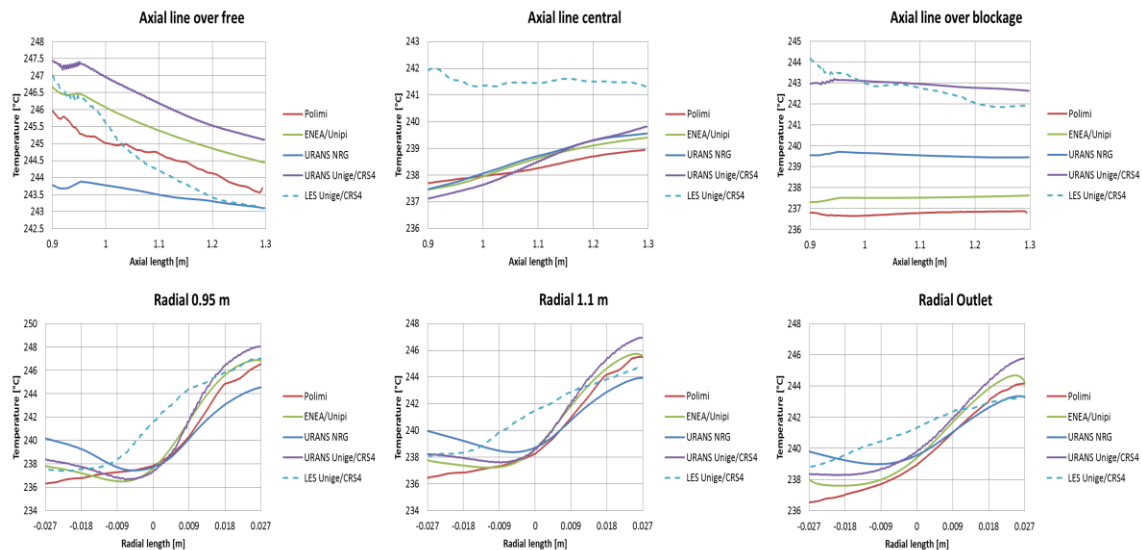 Axial line over free
Temperature [°C]
248
247.5
247
246.5
246
245.5
245
244.5
244
243.5
243
242.5
0.9
1
1.1
1.2
1.3
Axial length [m]
Polimi
ENEA/Unipi
URANS NRG
URANS Unige/CRS4
LES Unige/CRS4
Axial line central
Temperature [°C]
243
242
241
240
239
238
237
236
0.9
1
1.1
1.2
1.3
Axial length [m]
Polimi
ENEA/Unipi
URANS NRG
URANS Unige/CRS4
LES Unige/CRS4
Axial line over blockage
Temperature [°C]
245
244
243
242
241
240
239
238
237
236
0.9
1
1.1
1.2
1.3
Axial length [m]
Polimi
ENEA/Unipi
URANS NRG
URANS Unige/CRS4
LES Unige/CRS4
Radial 0.95 m
Temperature [°C]
250
248
246
244
242
240
238
236
234
-0.027
-0.018
-0.009
0
0.009
0.018
0.027
Radial length [m]
Polimi
ENEA/Unipi
URANS NRG
URANS Unige/CRS4
LES Unige/CRS4
Radial 1.1 m
Temperature [°C]
248
246
244
242
240
238
236
234
-0.027
-0.018
-0.009
0
0.009
0.018
0.027
Radial length [m]
Polimi
ENEA/Unipi
URANS NRG
URANS Unige/CRS4
LES Unige/CRS4
Radial Outlet
Temperature [°C]
248
246
244
242
240
238
236
234
-0.027
-0.018
-0.009
0
0.009
0.018
0.027
Radial length [m]
Polimi
ENEA/Unipi
URANS NRG
URANS Unige/CRS4
LES Unige/CRS4